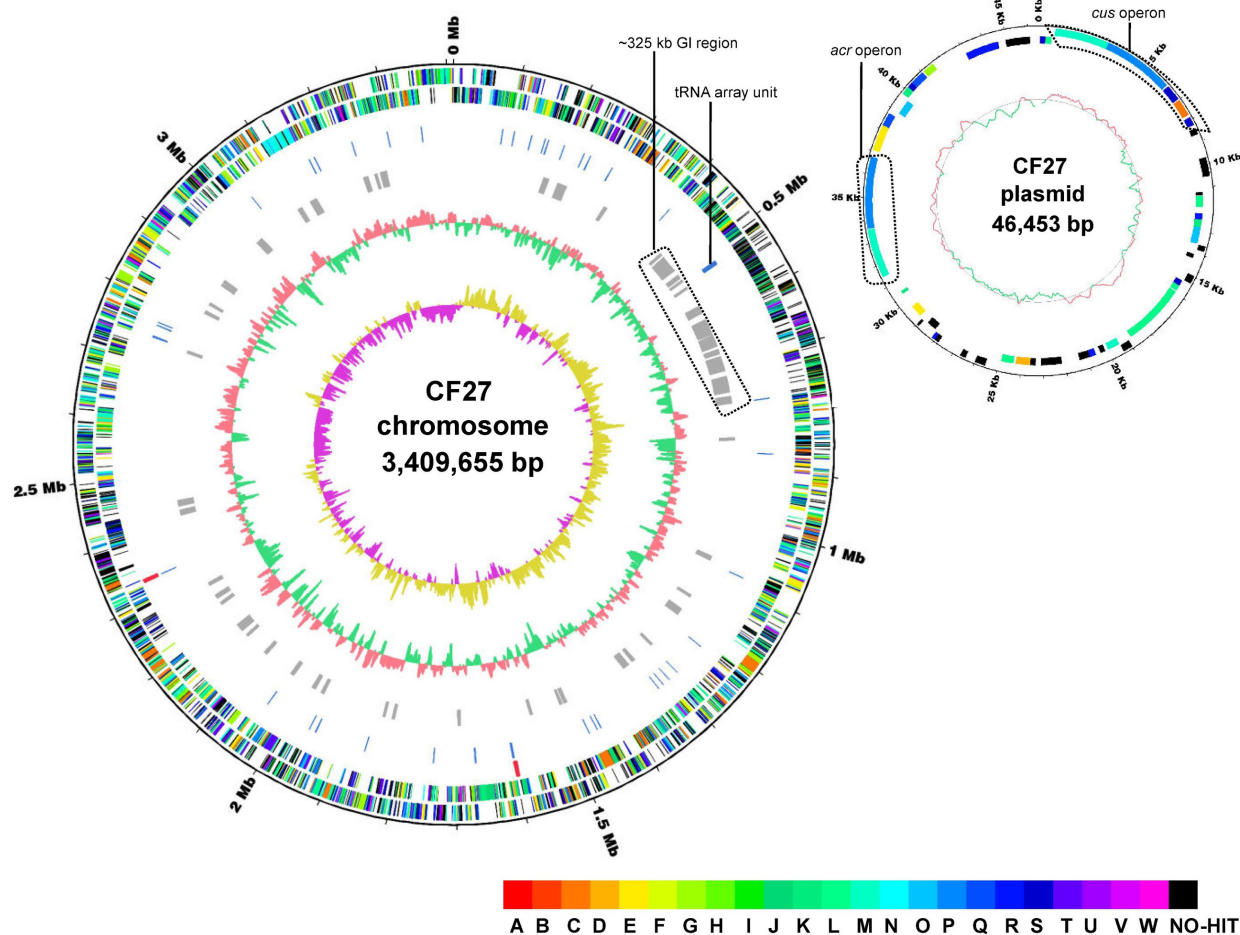 0 Mb
0.5 Mb
1 Mb
1.5 Mb
2 Mb
2.5 Mb
3 Mb
~325 kb GI region
tRNA array unit
CF27
chromosome
3,409,655 bp
acr operon
cus operon
0 Kb
5 Kb
10 Kb
15 Kb
20 Kb
25 Kb
30 Kb
35 Kb
40 Kb
45 Kb
CF27
plasmid
46,453 bp
A B C D E F G H I J K L M N O P Q R S T U V W NO-HIT